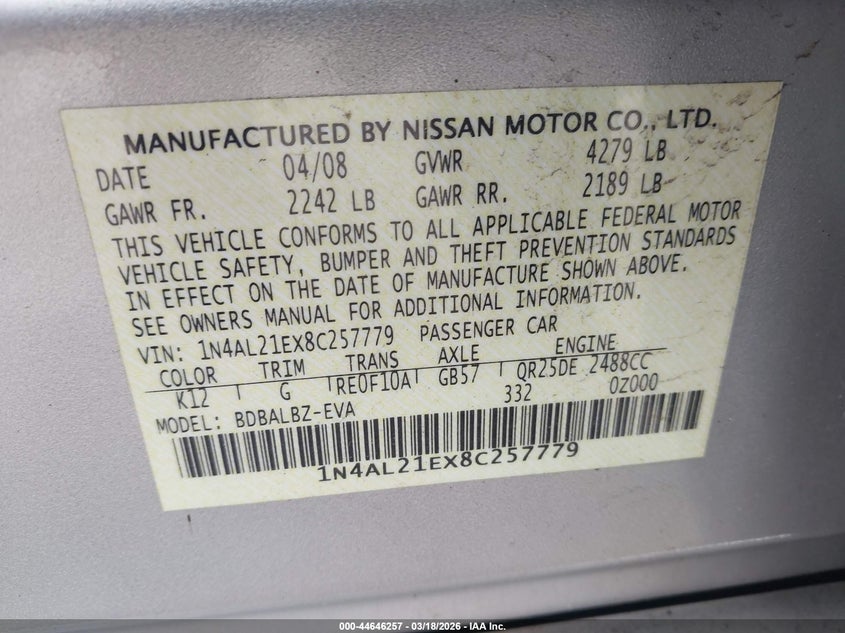 MANUFACTURED BY NISSAN MOTOR CO., LTD.
DATE 04/08 GVWR 4279 LB
GAWR FR. 2242 LB GAWR RR. 2189 LB
THIS VEHICLE CONFORMS TO ALL APPLICABLE FEDERAL MOTOR
VEHICLE SAFETY, BUMPER AND THEFT PREVENTION STANDARDS
IN EFFECT ON THE DATE OF MANUFACTURE SHOWN ABOVE.
SEE OWNERS MANUAL FOR ADDITIONAL INFORMATION.
VIN: 1N4AL21EX8C257779 PASSENGER CAR
COLOR TRIM TRANS AXLE ENGINE
K12 G RE0F10A GB57 QR25DE 2488CC
MODEL: BDBALBZ-EVA 332 0Z000
1N4AL21EX8C257779
000-44646257 - 03/18/2026 - IAA Inc.